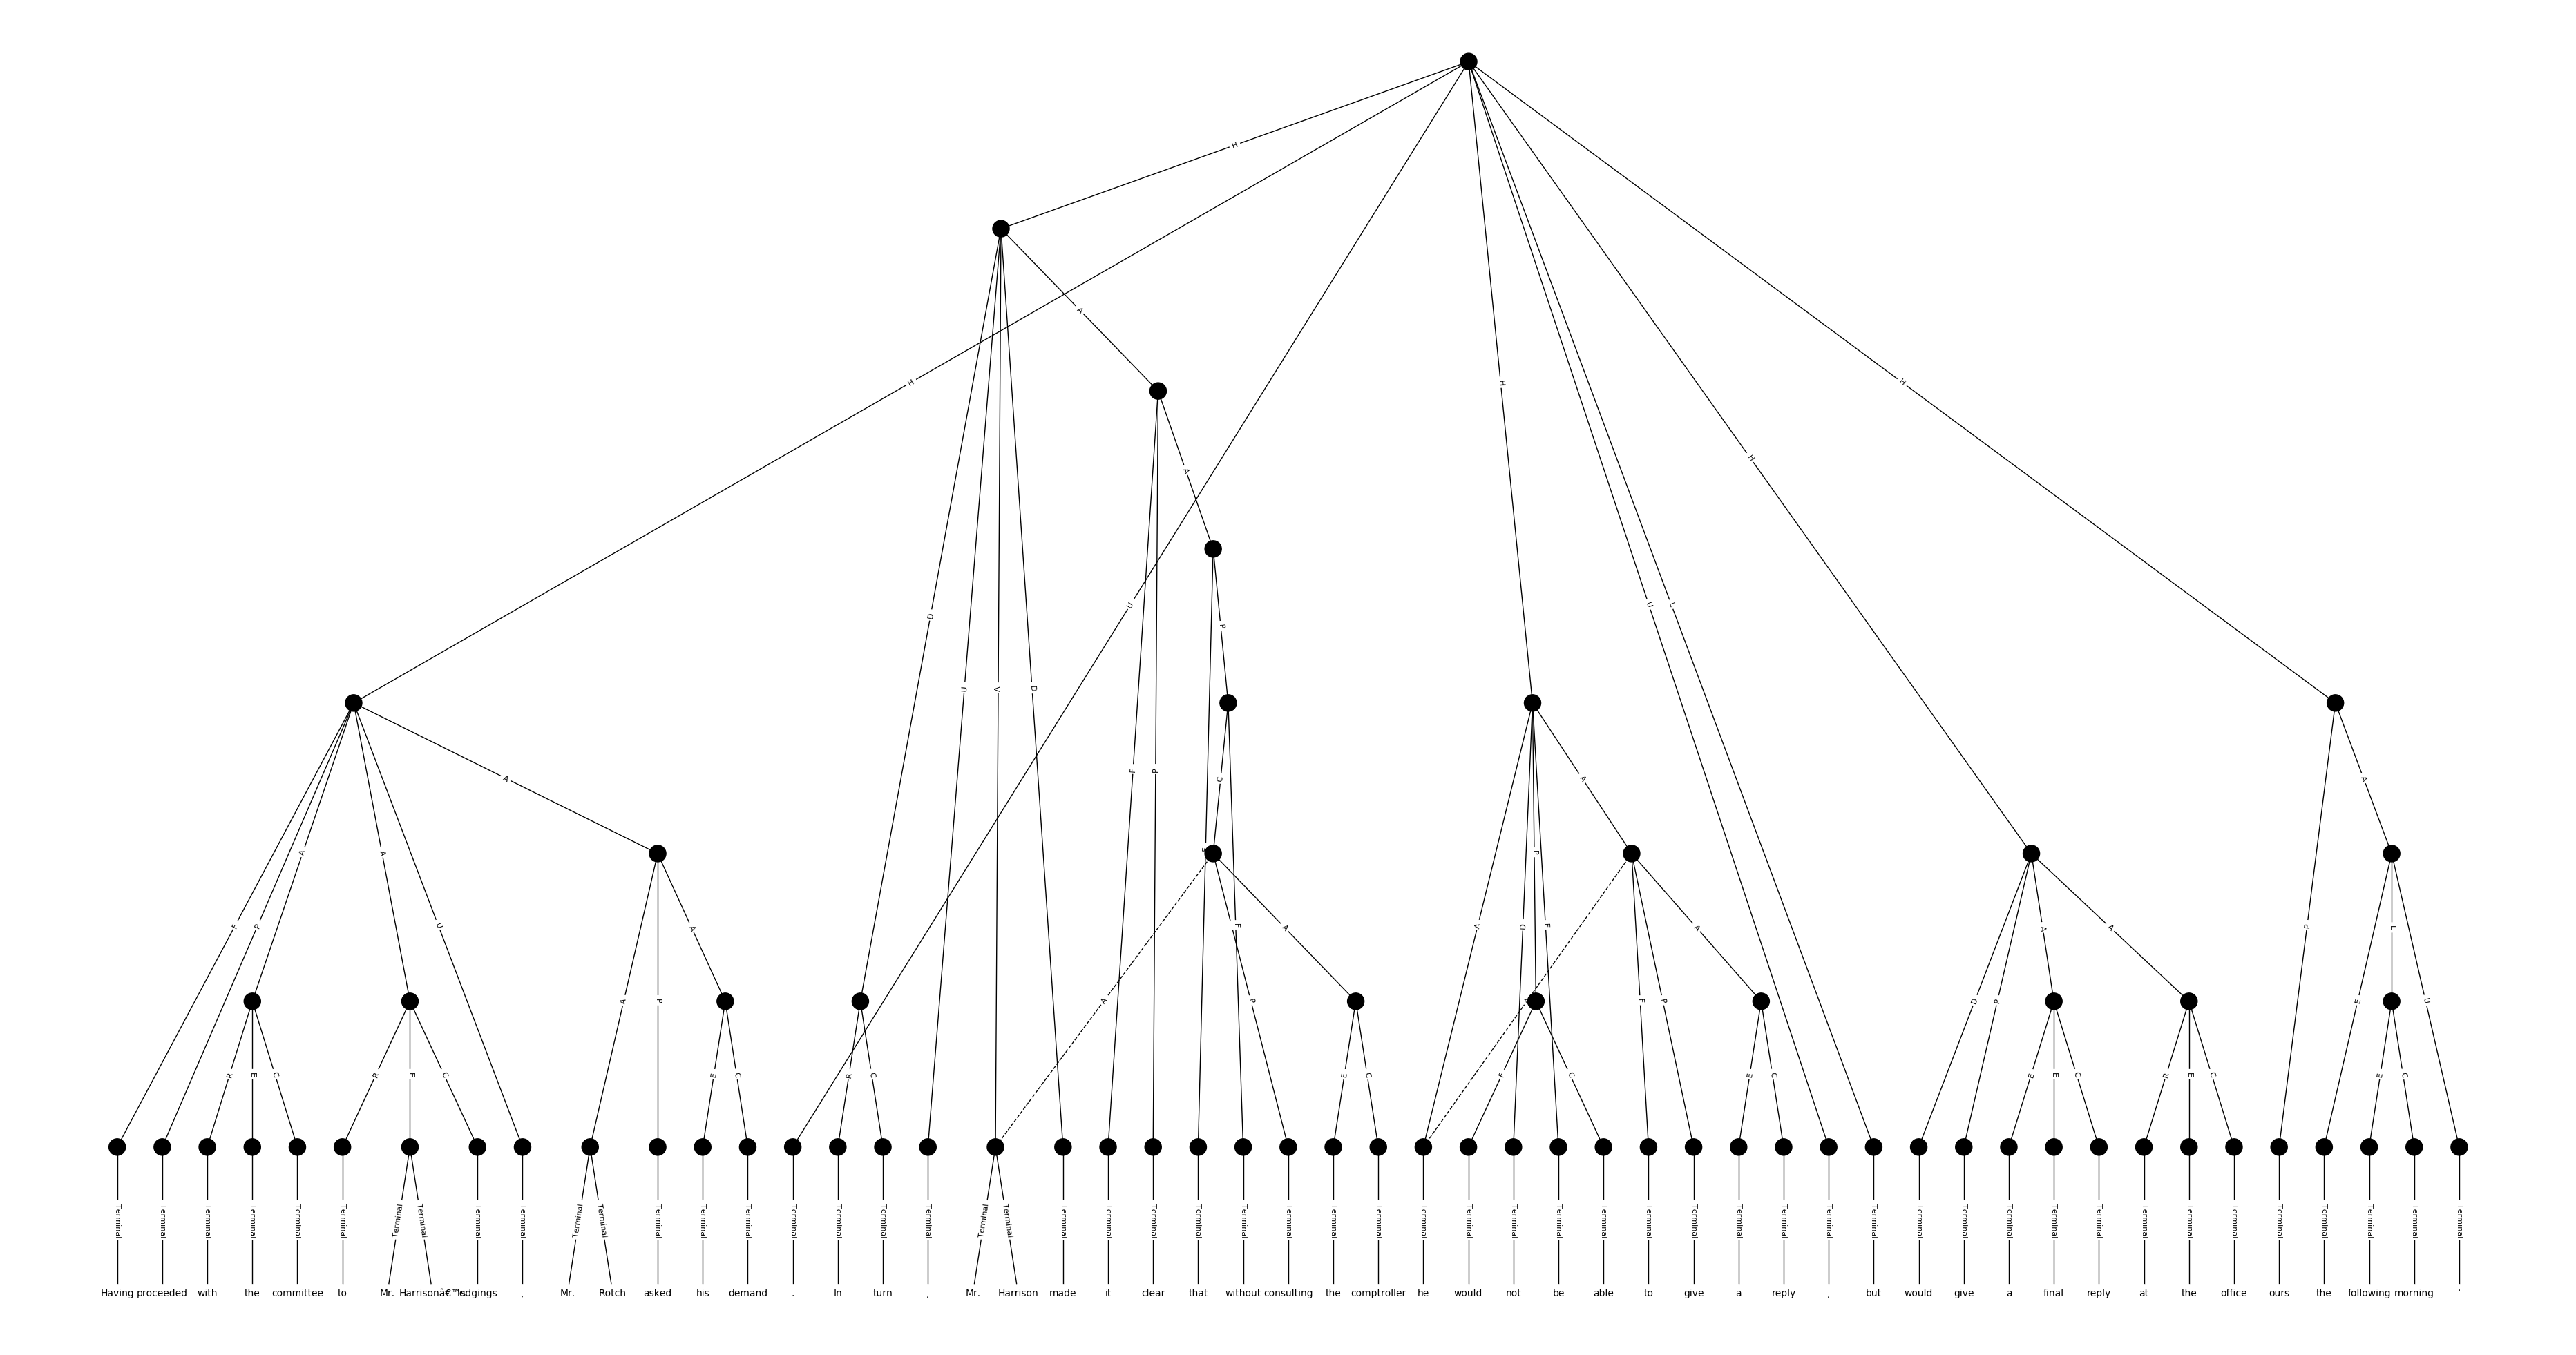 H
H
A
H
H
H
A
D
U
U
L
P
U
A
D
F
P
A
C
A
A
F
P
A
A
U
A
P
D
P
F
A
D
P
A
A
P
E
U
F
A
R
E
C
R
E
C
A
P
E
C
R
C
A
P
E
C
F
C
F
P
E
C
E
E
C
R
E
C
E
C
Terminal Terminal Terminal Terminal Terminal Terminal Terminal Terminal Terminal Terminal Terminal Terminal Terminal Terminal Terminal Terminal Terminal Terminal Terminal Terminal Terminal Terminal Terminal Terminal Terminal Terminal Terminal Terminal Terminal Terminal Terminal Terminal Terminal Terminal Terminal Terminal Terminal Terminal Terminal Terminal Terminal Terminal Terminal Terminal Terminal Terminal Terminal Terminal Terminal Terminal Terminal Terminal Terminal
Having proceeded with the committee to Mr. Harrisonâ€™s lodgings , Mr. Rotch asked his demand . In turn , Mr. Harrison made it clear that without consulting the comptroller he would not be able to give a reply , but would give a final reply at the office ours the following morning .